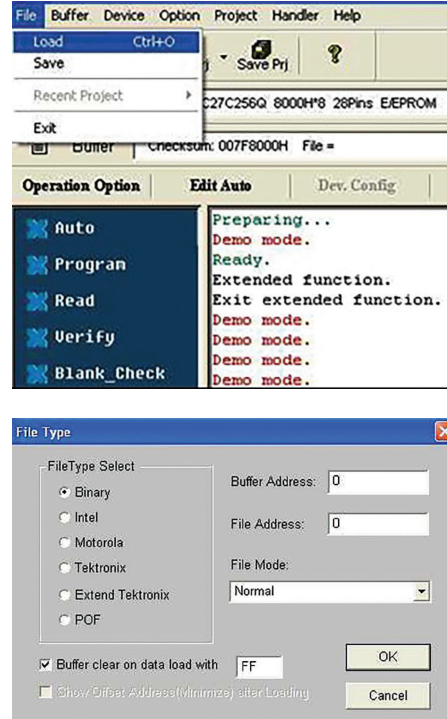 File Buffer Device Option Project Handler Help
Load Ctrl+O
Save
Save Prj
?
Recent Project
C27C256Q 8000H*8 28Pins E/EPROM
Exit
Buffer Checksum: 007F8000H File =
Operation Option Edit Auto Dev. Config
Auto
Program
Read
Verify
Blank_Check
Preparing...
Demo mode.
Ready.
Extended function.
Exit extended function.
Demo mode.
Demo mode.
Demo mode.
Demo mode.
File Type
FileType Select
Binary
Intel
Motorola
Tektronix
Extend Tektronix
POF
Buffer Address: 0
File Address: 0
File Mode:
Normal
Buffer clear on data load with FF
Show Offset Address(Minimize) after Loading
OK
Cancel